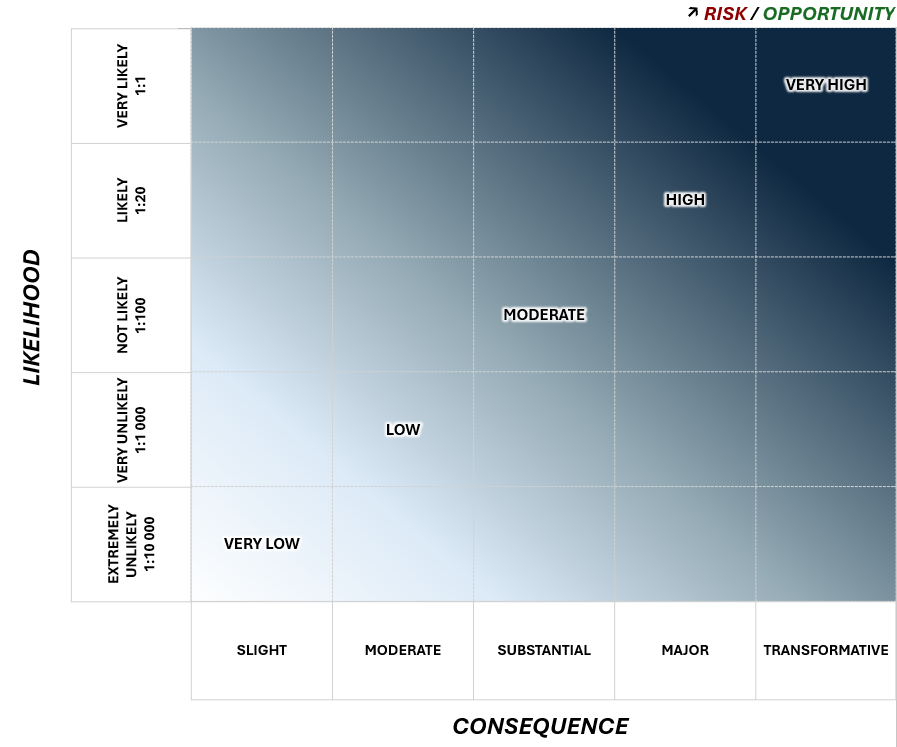 ↗ RISK / OPPORTUNITY
VERY LIKELY
1:1
VERY HIGH
LIKELY
1:20
HIGH
LIKELIHOOD
NOT LIKELY
1:100
MODERATE
VERY UNLIKELY
1:1 000
LOW
EXTREMELY
UNLIKELY
1:10 000
VERY LOW
SLIGHT
MODERATE
SUBSTANTIAL
MAJOR
TRANSFORMATIVE
CONSEQUENCE